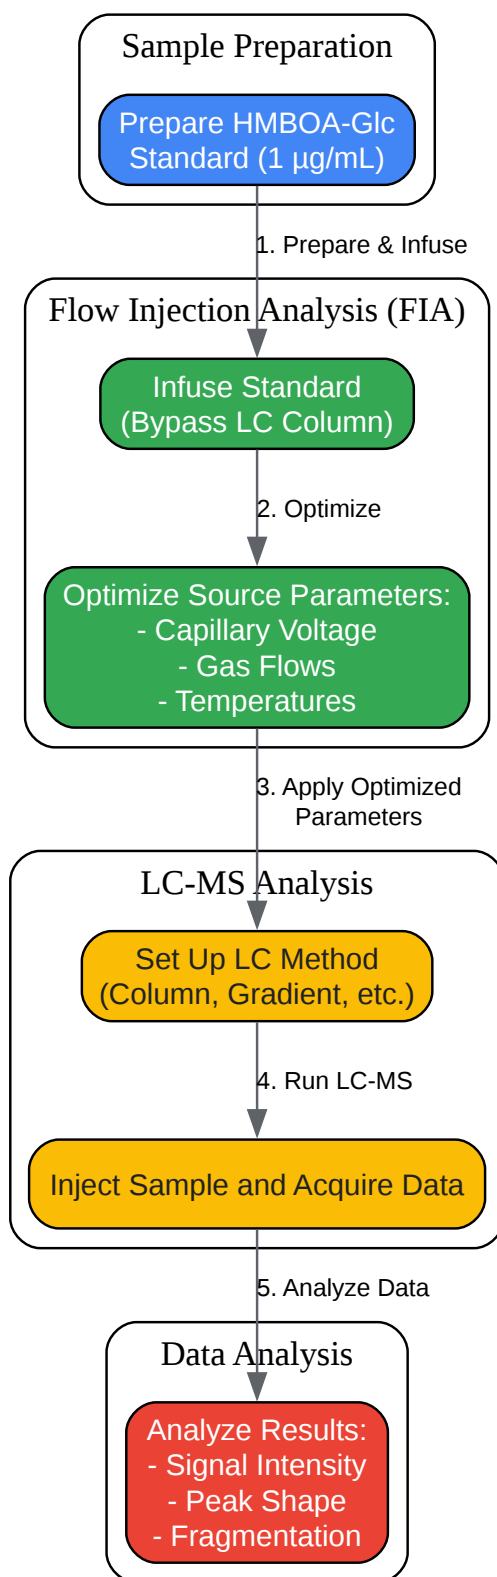 Sample Preparation
Prepare HMBOA-Glc
Standard (1 µg/mL)
1. Prepare & Infuse
Flow Injection Analysis (FIA)
Infuse Standard
(Bypass LC Column)
2. Optimize
Optimize Source Parameters:
- Capillary Voltage
- Gas Flows
- Temperatures
3. Apply Optimized
Parameters
LC-MS Analysis
Set Up LC Method
(Column, Gradient, etc.)
4. Run LC-MS
Inject Sample and Acquire Data
5. Analyze Data
Data Analysis
Analyze Results:
- Signal Intensity
- Peak Shape
- Fragmentation